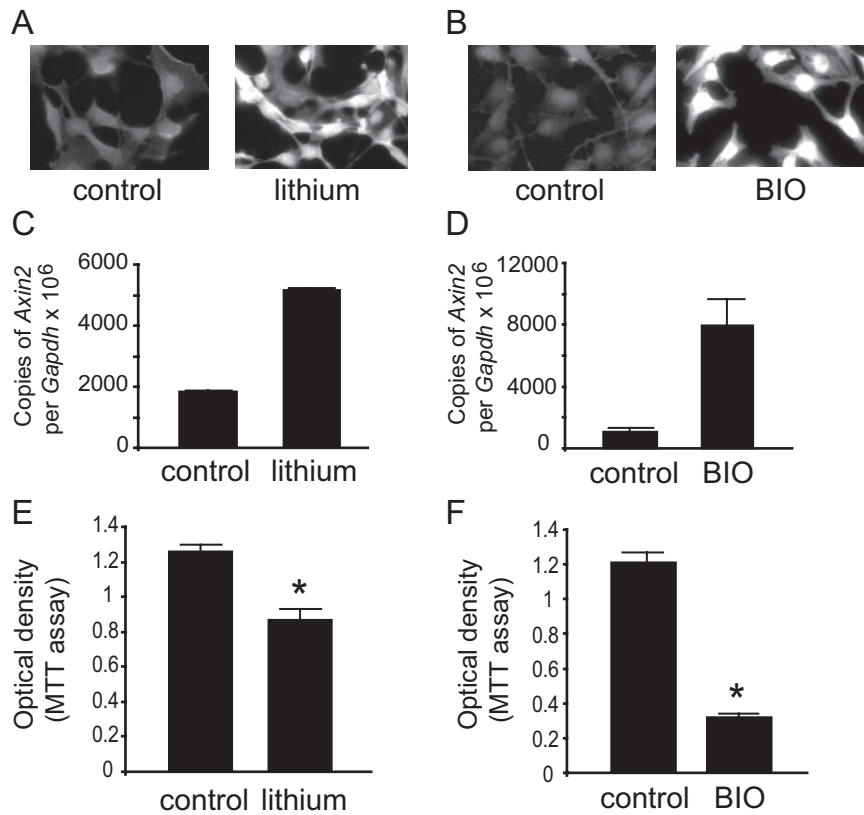 A
B
control
lithium
control
BIO
C
D
Copies of Axin2
per Gapdh x 10⁶
6000
4000
2000
0
control
lithium
Copies of Axin2
per Gapdh x 10⁶
12000
8000
4000
0
control
BIO
E
F
Optical density
(MTT assay)
1.4
1.2
1
0.8
0.6
0.4
0.2
0
*
control
lithium
Optical density
(MTT assay)
1.4
1.2
1
0.8
0.6
0.4
0.2
0
*
control
BIO